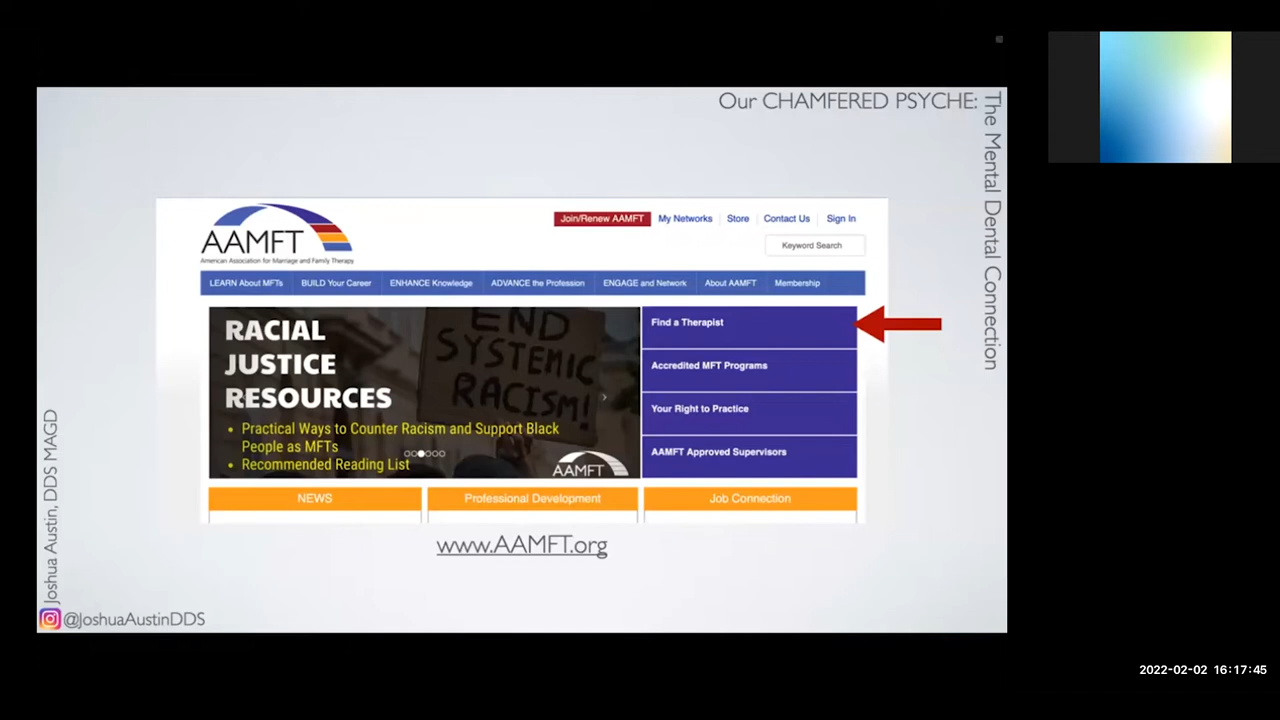 Our CHAMFERED PSYCHE:
The Mental Dental Connection
AAMFT
American Association for Marriage and Family Therapy
Join/Renew AAMFT My Networks Store Contact Us Sign In
Keyword Search
LEARN About MFTs BUILD Your Career ENHANCE Knowledge ADVANCE the Profession ENGAGE and Network About AAMFT Membership
RACIAL
JUSTICE
RESOURCES
• Practical Ways to Counter Racism and Support Black
People as MFTs
• Recommended Reading List
END
SYSTEMIC
RACISM!
AAMFT
Find a Therapist
Accredited MFT Programs
Your Right to Practice
AAMFT Approved Supervisors
NEWS Professional Development Job Connection
www.AAMFT.org
Joshua Austin, DDS MAGD
@JoshuaAustinDDS
2022-02-02 16:17:45